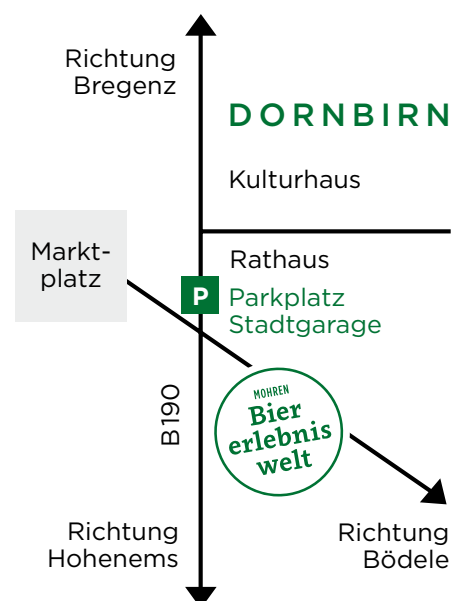 Richtung
Bregenz
DORNBIRN
Kulturhaus
Markt-
platz
Rathaus
P
Parkplatz
Stadtgarage
B190
MOHREN
Bier
erlebnis
welt
Richtung
Hohenems
Richtung
Bödele